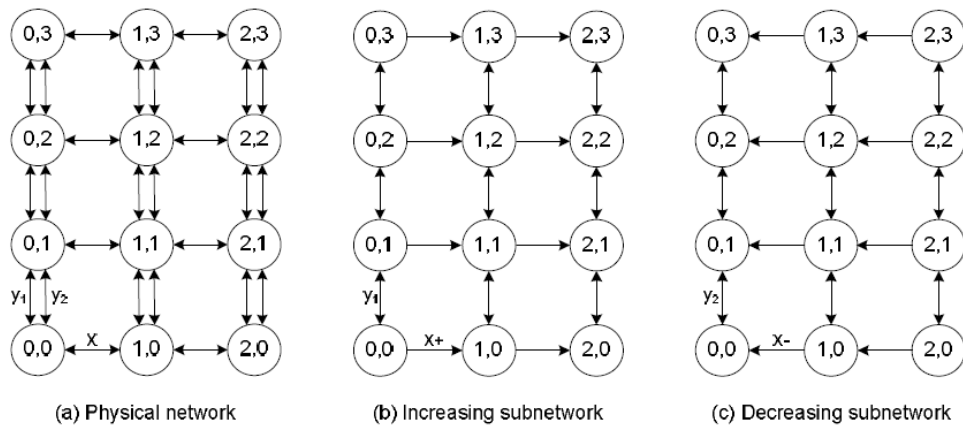 0,3 1,3 2,3 0,3 1,3 2,3 0,3 1,3 2,3
0,2 1,2 2,2 0,2 1,2 2,2 0,2 1,2 2,2
0,1 1,1 2,1 0,1 1,1 2,1 0,1 1,1 2,1
y₁ y₂ y₁ y₂
x x+ x-
0,0 1,0 2,0 0,0 1,0 2,0 0,0 1,0 2,0
(a) Physical network (b) Increasing subnetwork (c) Decreasing subnetwork